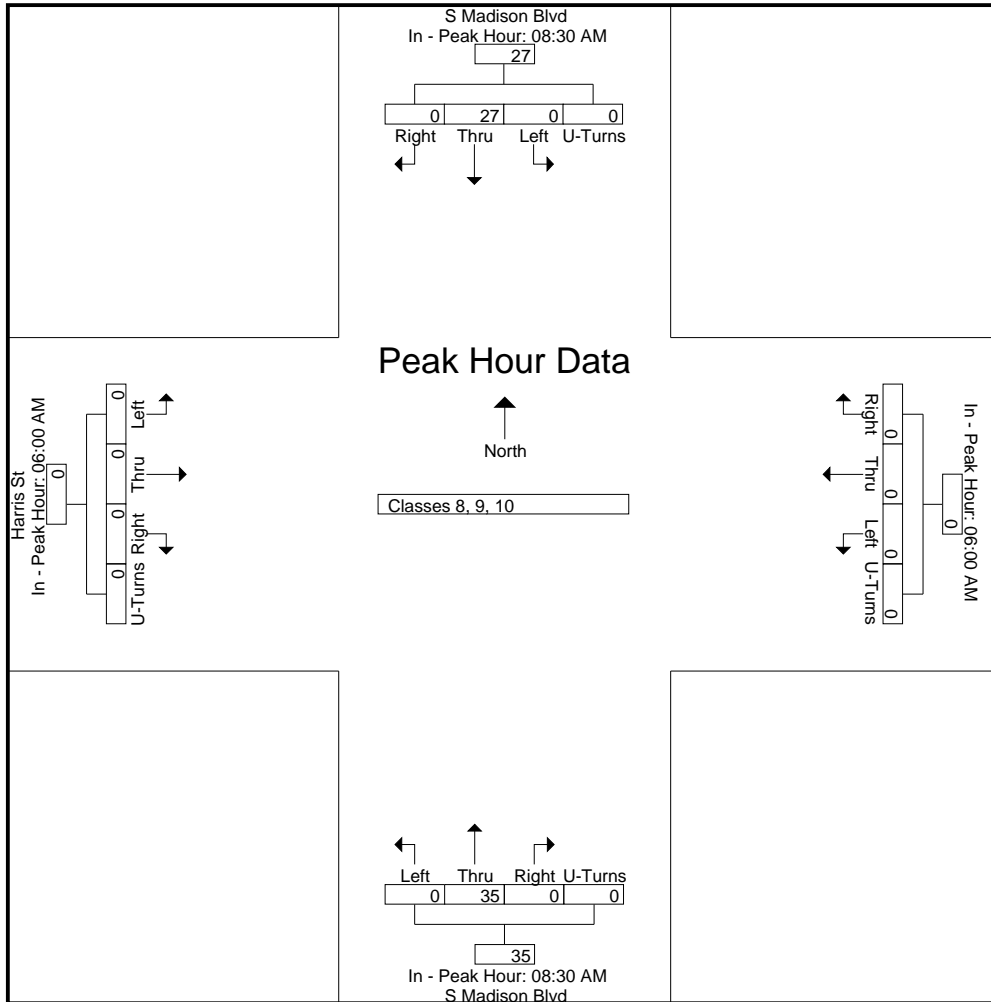 S Madison Blvd
In - Peak Hour: 08:30 AM
27
0 27 0 0
Right Thru Left U-Turns
Peak Hour Data
North
Classes 8, 9, 10
Harris St
In - Peak Hour: 06:00 AM
0
0 0 0 0
Left Thru Right U-Turns
In - Peak Hour: 06:00 AM
0
0 0 0 0
Right Thru Left U-Turns
Left Thru Right U-Turns
0 35 0 0
35
In - Peak Hour: 08:30 AM
S Madison Blvd